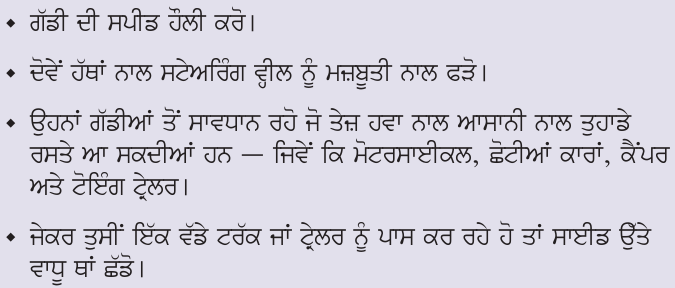 ◆ ਗੱਡੀ ਦੀ ਸਪੀਡ ਹੌਲੀ ਕਰੋ।
◆ ਦੋਵੇਂ ਹੱਥਾਂ ਨਾਲ ਸਟੇਅਰਿੰਗ ਵ੍ਹੀਲ ਨੂੰ ਮਜ਼ਬੂਤੀ ਨਾਲ ਫੜੋ।
◆ ਉਹਨਾਂ ਗੱਡੀਆਂ ਤੋਂ ਸਾਵਧਾਨ ਰਹੋ ਜੋ ਤੇਜ਼ ਹਵਾ ਨਾਲ ਆਸਾਨੀ ਨਾਲ ਤੁਹਾਡੇ
ਰਸਤੇ ਆ ਸਕਦੀਆਂ ਹਨ — ਜਿਵੇਂ ਕਿ ਮੋਟਰਸਾਈਕਲ, ਛੋਟੀਆਂ ਕਾਰਾਂ, ਕੈਂਪਰ
ਅਤੇ ਟੋਇੰਗ ਟ੍ਰੇਲਰ।
◆ ਜੇਕਰ ਤੁਸੀਂ ਇੱਕ ਵੱਡੇ ਟਰੱਕ ਜਾਂ ਟ੍ਰੇਲਰ ਨੂੰ ਪਾਸ ਕਰ ਰਹੇ ਹੋ ਤਾਂ ਸਾਈਡ ਉੱਤੇ
ਵਾਧੂ ਥਾਂ ਛੱਡੋ।